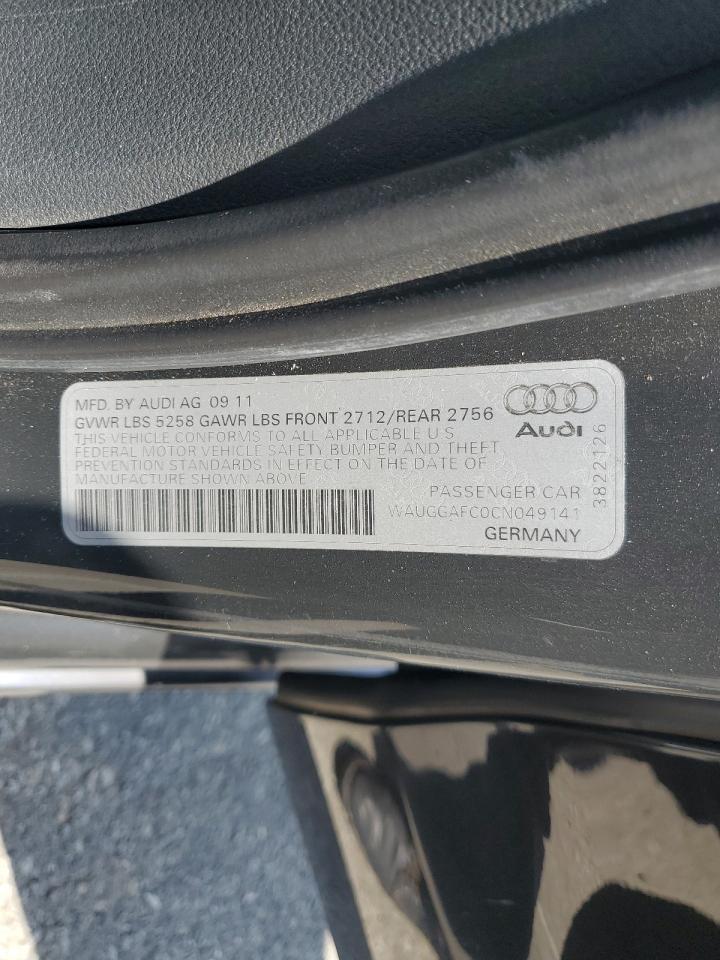 MFD. BY AUDI AG 09 11
GVWR LBS 5258 GAWR LBS FRONT 2712/REAR 2756
THIS VEHICLE CONFORMS TO ALL APPLICABLE U S
FEDERAL MOTOR VEHICLE SAFETY BUMPER AND THEFT
PREVENTION STANDARDS IN EFFECT ON THE DATE OF
MANUFACTURE SHOWN ABOVE
Audi
PASSENGER CAR
WAUGGAFC0CN049141
GERMANY
3822126